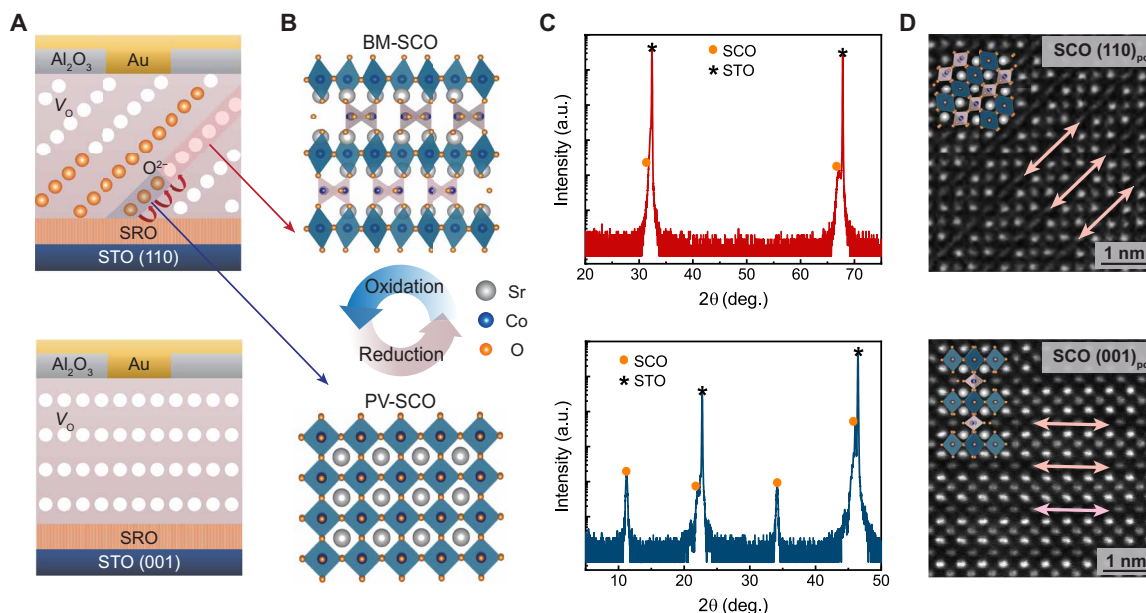 A
Al₂O₃
Au
V_O
O²⁻
SRO
STO (110)
Al₂O₃
Au
V_O
SRO
STO (001)
B
BM-SCO
Oxidation
Reduction
Sr
Co
O
PV-SCO
C
Intensity (a.u.)
SCO
* STO
*
*
20 30 40 50 60 70
2θ (deg.)
Intensity (a.u.)
SCO
* STO
*
*
10 20 30 40 50
2θ (deg.)
D
SCO (110)pc
1 nm
SCO (001)pc
1 nm